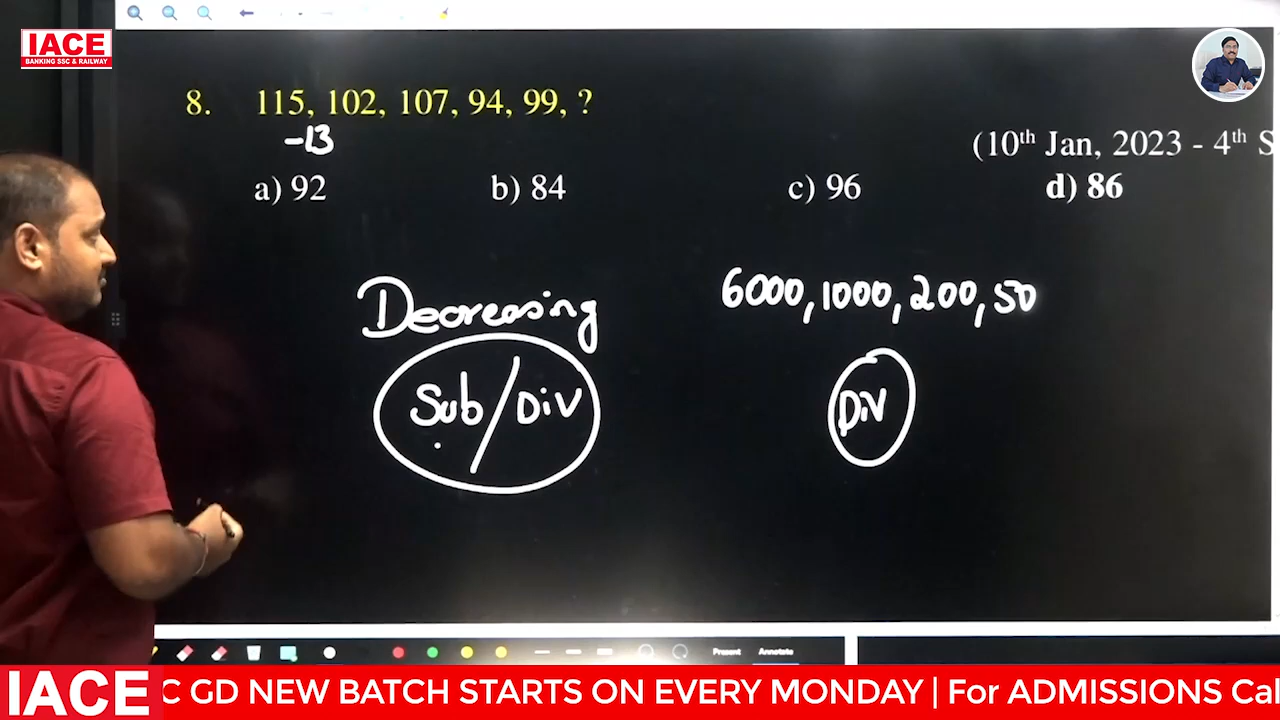 IACE
BANKING SSC & RAILWAY
8. 115, 102, 107, 94, 99, ?
-13
(10th Jan, 2023 - 4th S
a) 92 b) 84 c) 96 d) 86
Decreasing
6000, 1000, 200, 50
Sub/Div
Div
Present Annotate
IACE
C GD NEW BATCH STARTS ON EVERY MONDAY | For ADMISSIONS Cal